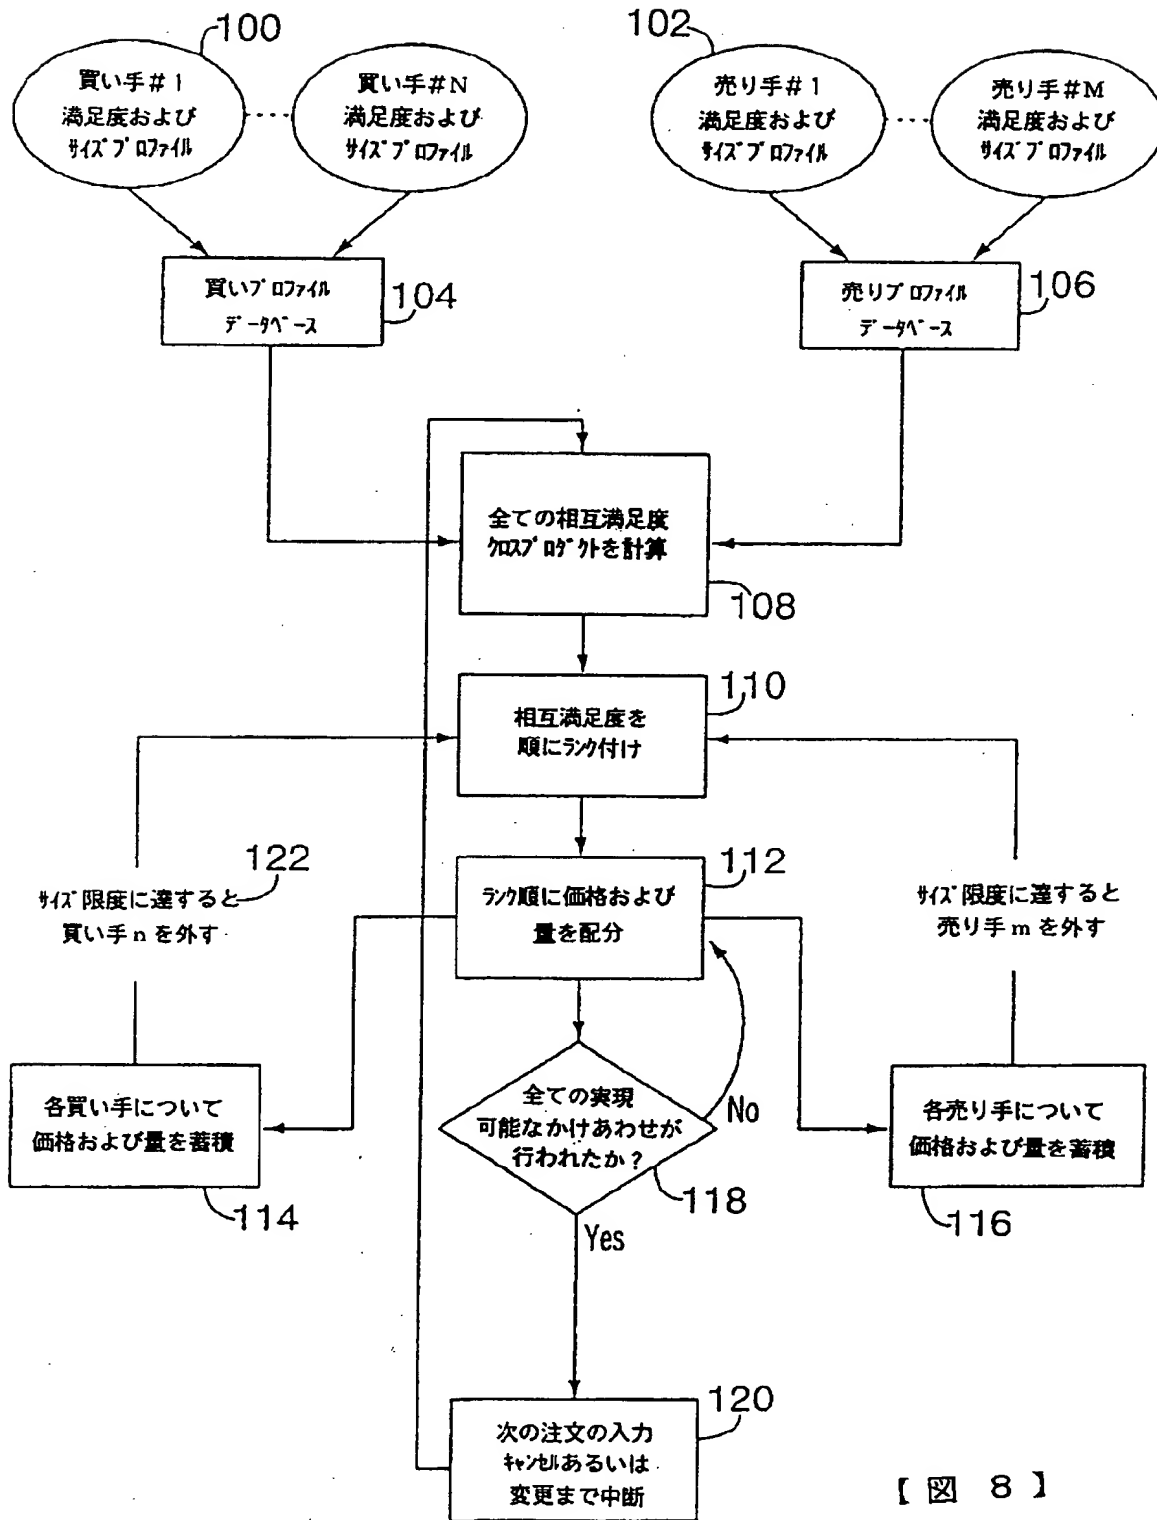 100
買い手#1
満足度および
サイズプロファイル
買い手#N
満足度および
サイズプロファイル
102
売り手#1
満足度および
サイズプロファイル
売り手#M
満足度および
サイズプロファイル
買いプロファイル
データベース
104
売りプロファイル
データベース
106
全ての相互満足度
クロスプロダクトを計算
108
相互満足度を
順にランク付け
110
ランク順に価格および
量を配分
112
サイズ限度に達すると
買い手nを外す
122
サイズ限度に達すると
売り手mを外す
各買い手について
価格および量を蓄積
114
全ての実現
可能なかけあわせが
行われたか?
No
118
Yes
各売り手について
価格および量を蓄積
116
次の注文の入力
キャンセルあるいは
変更まで中断
120
【図 8】